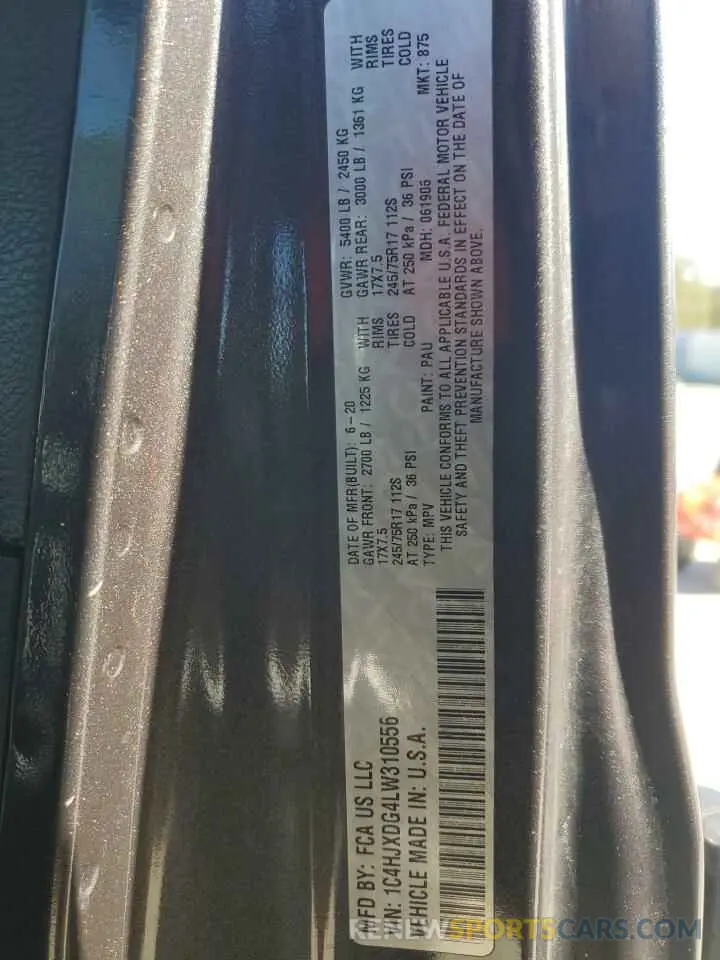 MFD BY: FCA US LLC
VIN: 1C4HJXDG4LW310556
VEHICLE MADE IN: U.S.A.
DATE OF MFR(BUILT): 6-20
GVWR: 5400 LB / 2450 KG
GAWR FRONT: 2700 LB / 1225 KG WITH
GAWR REAR: 3000 LB / 1361 KG WITH
17X7.5 RIMS
17X7.5 RIMS
245/75R17 112S TIRES
245/75R17 112S TIRES
AT 250 kPa / 36 PSI COLD
AT 250 kPa / 36 PSI COLD
TYPE: MPV PAINT: PAU MDH: 061906 MKT: 875
THIS VEHICLE CONFORMS TO ALL APPLICABLE U.S.A. FEDERAL MOTOR VEHICLE
SAFETY AND THEFT PREVENTION STANDARDS IN EFFECT ON THE DATE OF
MANUFACTURE SHOWN ABOVE.
RKNEWSPORTSCARS.COM